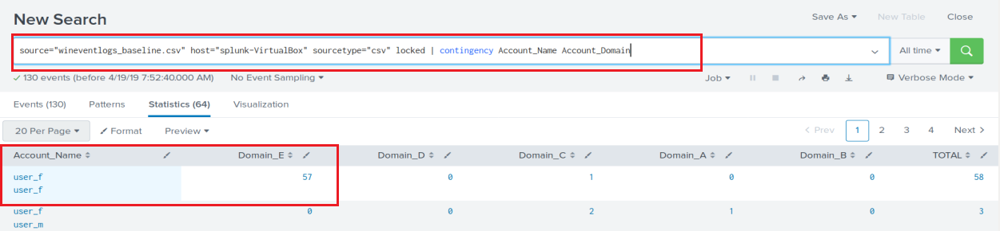 New Search
Save As New Table Close
source="wineventlogs_baseline.csv" host="splunk-VirtualBox" sourcetype="csv" locked | contingency Account_Name Account_Domain
All time
130 events (before 4/19/19 7:52:40.000 AM) No Event Sampling Job Verbose Mode
Events (130) Patterns Statistics (64) Visualization
20 Per Page Format Preview < Prev 1 2 3 4 Next >
Account_Name Domain_E Domain_D Domain_C Domain_A Domain_B TOTAL
user_f 57 0 1 0 0 58
user_f
user_f 0 0 2 1 0 3
user_m